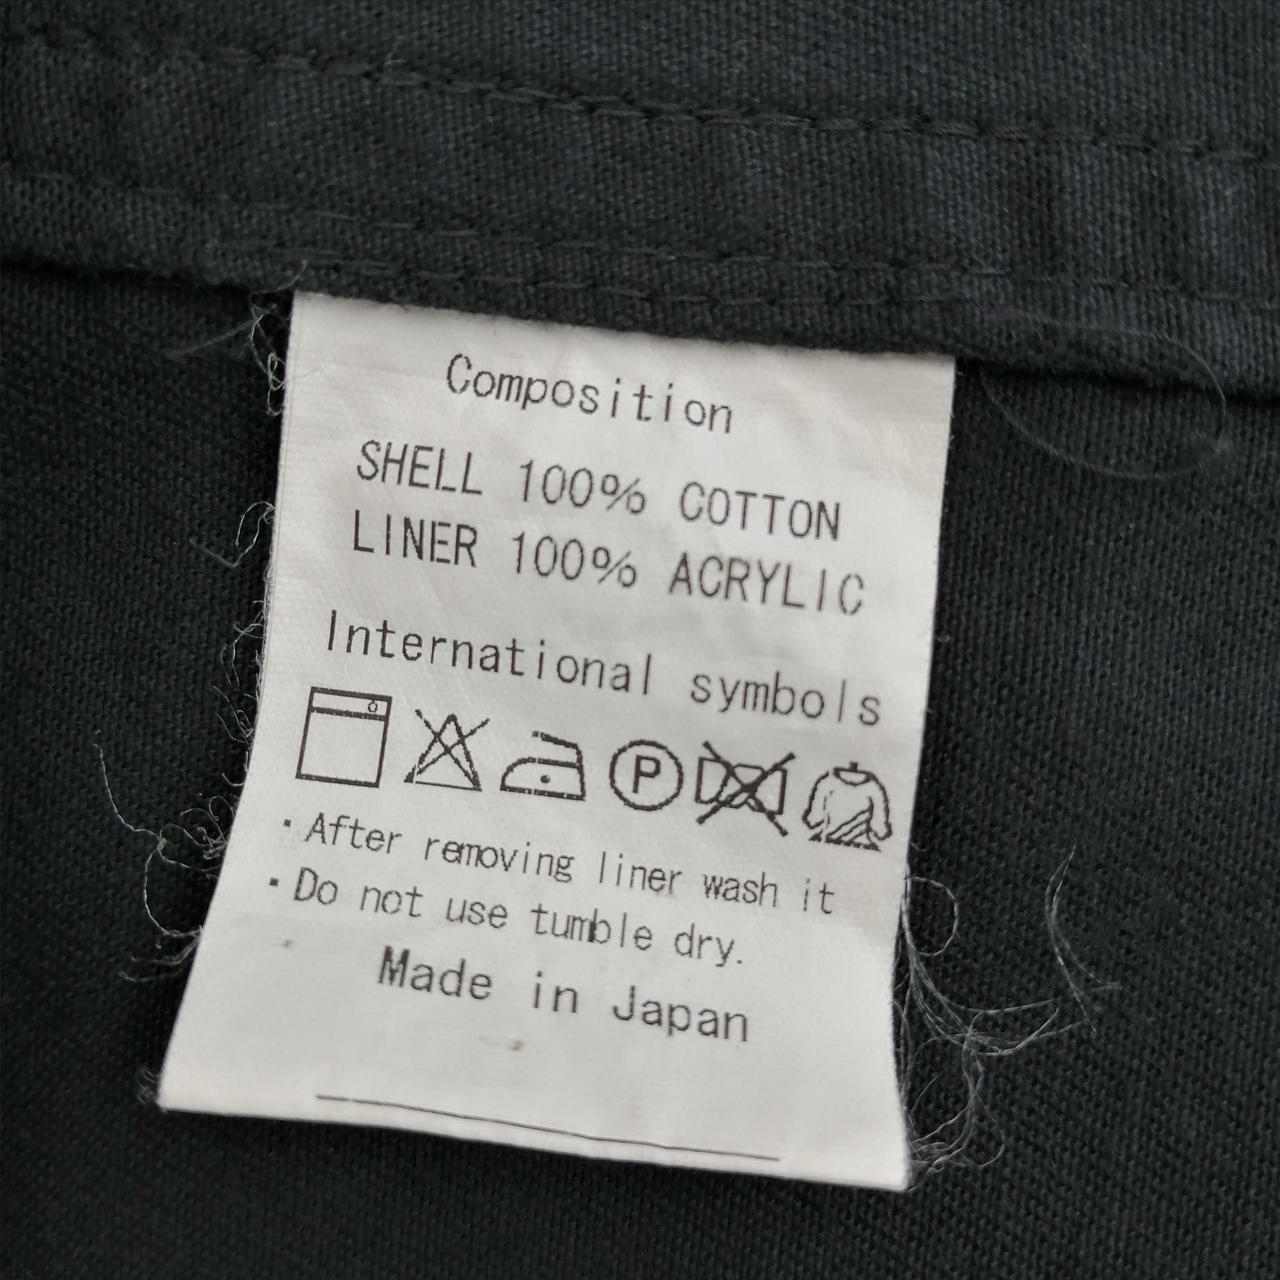 Composition
SHELL 100% COTTON
LINER 100% ACRYLIC
International symbols
P
・After removing liner wash it
・Do not use tumble dry.
Made in Japan